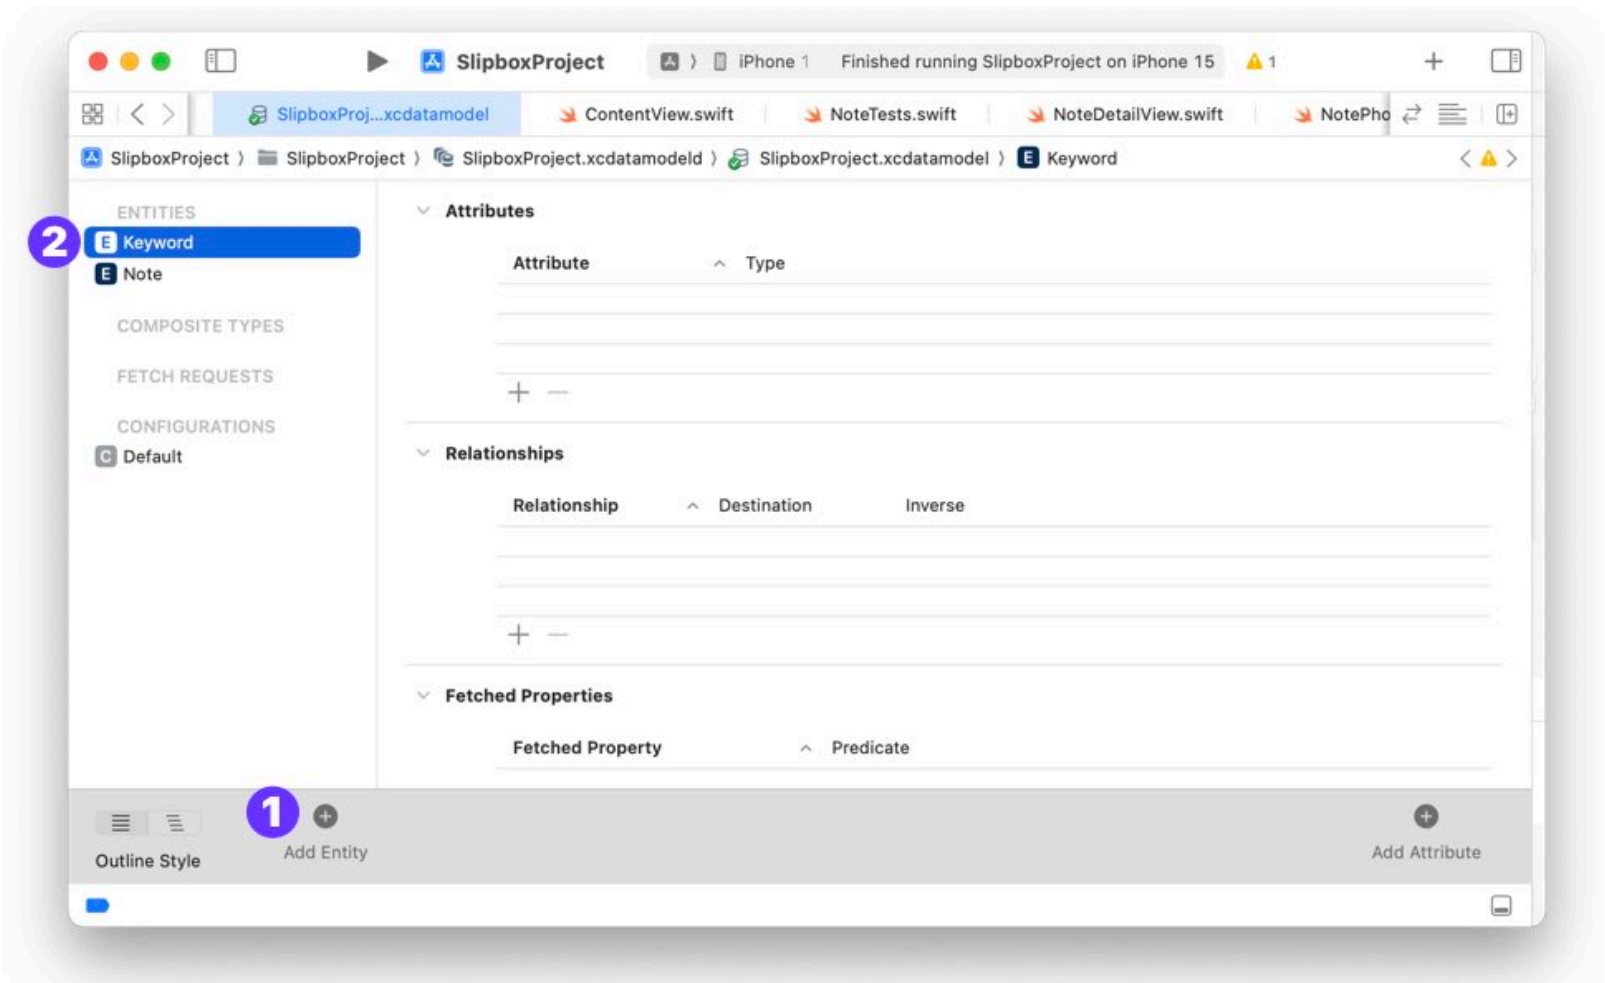 SlipboxProject iPhone 1 Finished running SlipboxProject on iPhone 15 1
SlipboxProj...xcdatamodel ContentView.swift NoteTests.swift NoteDetailView.swift NotePho
SlipboxProject SlipboxProject SlipboxProject.xcdatamodeld SlipboxProject.xcdatamodel E Keyword
ENTITIES
2 E Keyword
E Note
COMPOSITE TYPES
FETCH REQUESTS
CONFIGURATIONS
C Default
Attributes
Attribute Type
Relationships
Relationship Destination Inverse
Fetched Properties
Fetched Property Predicate
1
Outline Style Add Entity Add Attribute